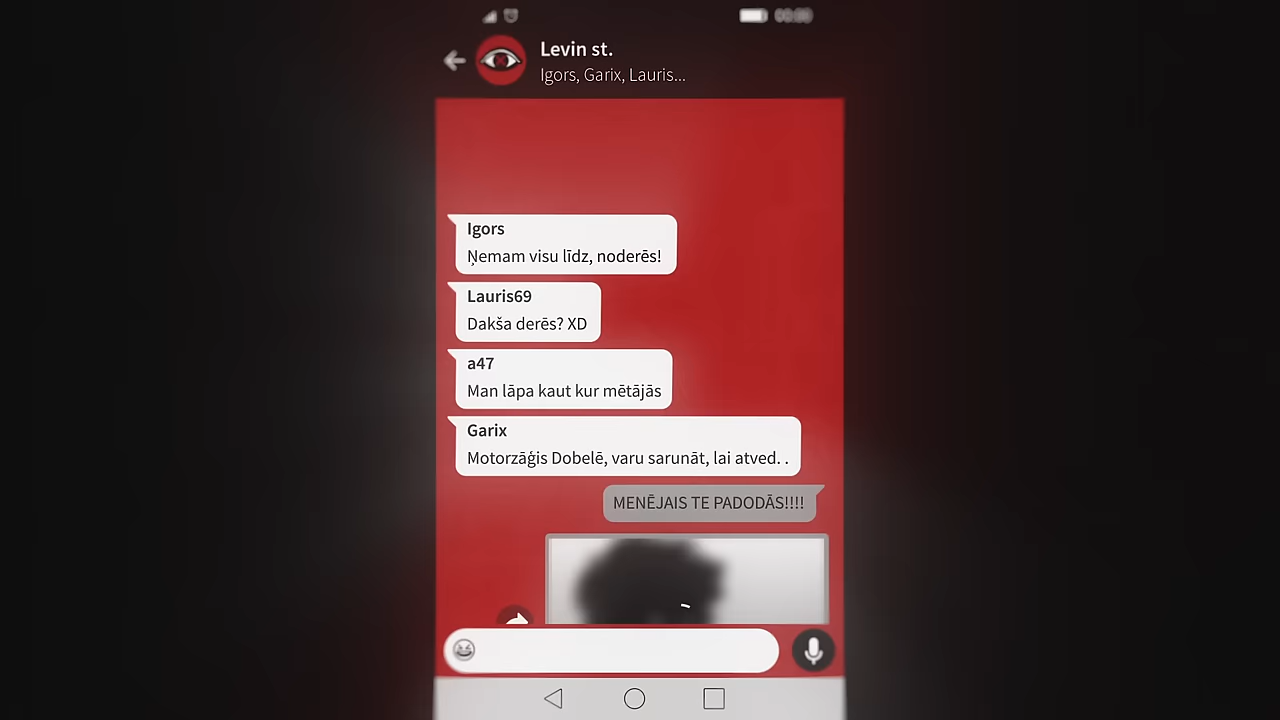 Levin st.
Igors, Garix, Lauris...
Igors
Ņemam visu līdz, noderēs!
Lauris69
Dakša derēs? XD
a47
Man lāpa kaut kur mētājās
Garix
Motorzāģis Dobelē, varu sarunāt, lai atved. .
MENĒJAIS TE PADODĀS!!!!